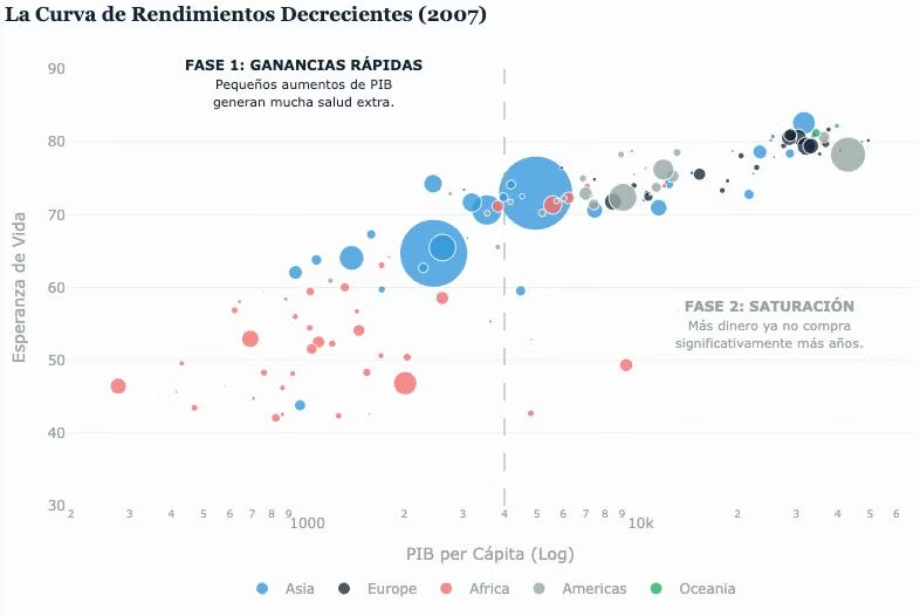 La Curva de Rendimientos Decrecientes (2007)
FASE 1: GANANCIAS RÁPIDAS
Pequeños aumentos de PIB
generan mucha salud extra.
90
80
70
60
50
40
30
Esperanza de Vida
FASE 2: SATURACIÓN
Más dinero ya no compra
significativamente más años.
2 3 4 5 6 7 8 9 1000 2 3 4 5 6 7 8 9 10k 2 3 4 5 6
PIB per Cápita (Log)
Asia Europe Africa Americas Oceania